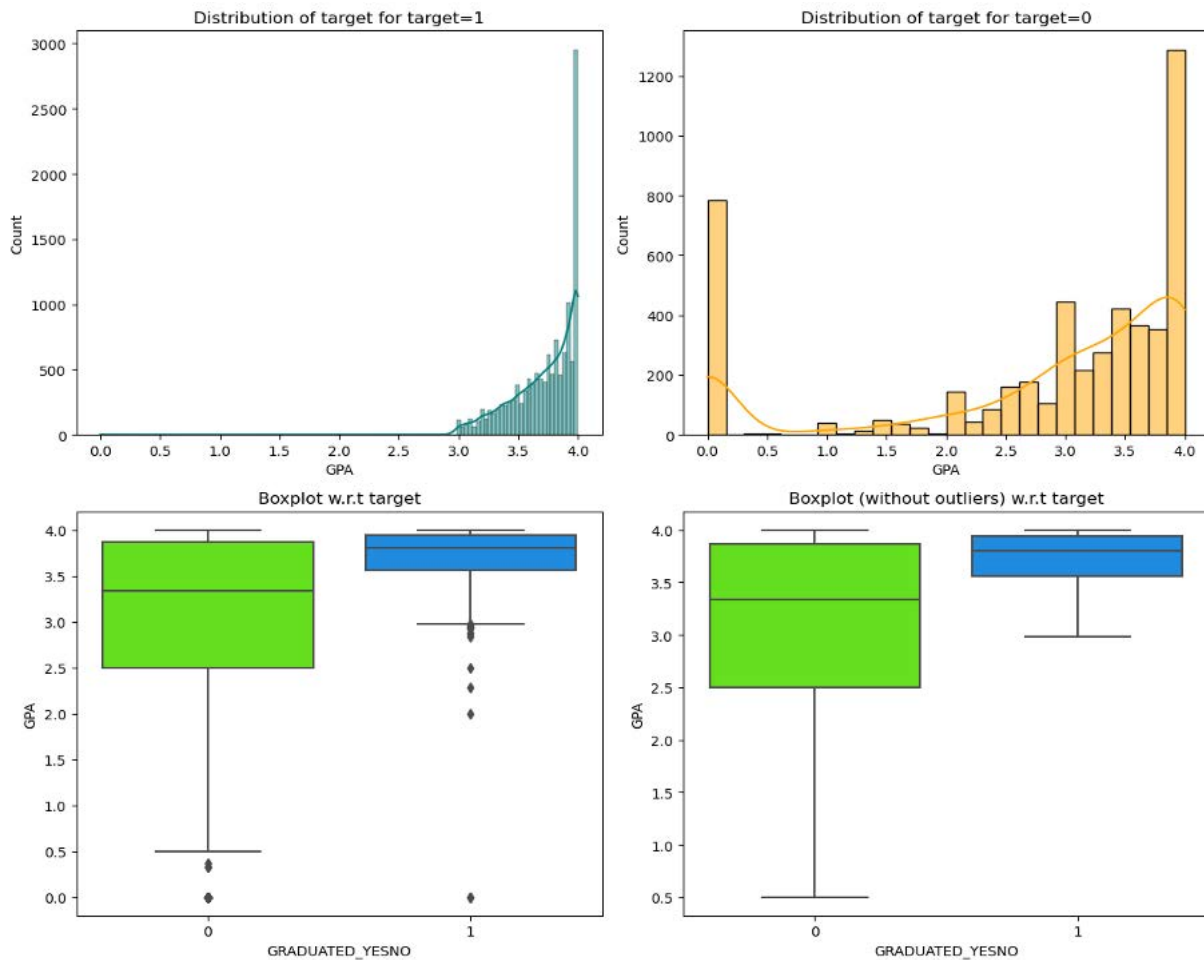 Distribution of target for target=1
3000
2500
2000
1500
1000
500
0
Count
0.0 0.5 1.0 1.5 2.0 2.5 3.0 3.5 4.0
GPA
Distribution of target for target=0
1200
1000
800
600
400
200
0
Count
0.0 0.5 1.0 1.5 2.0 2.5 3.0 3.5 4.0
GPA
Boxplot w.r.t target
4.0
3.5
3.0
2.5
2.0
1.5
1.0
0.5
0.0
GPA
0 1
GRADUATED_YESNO
Boxplot (without outliers) w.r.t target
4.0
3.5
3.0
2.5
2.0
1.5
1.0
0.5
GPA
0 1
GRADUATED_YESNO